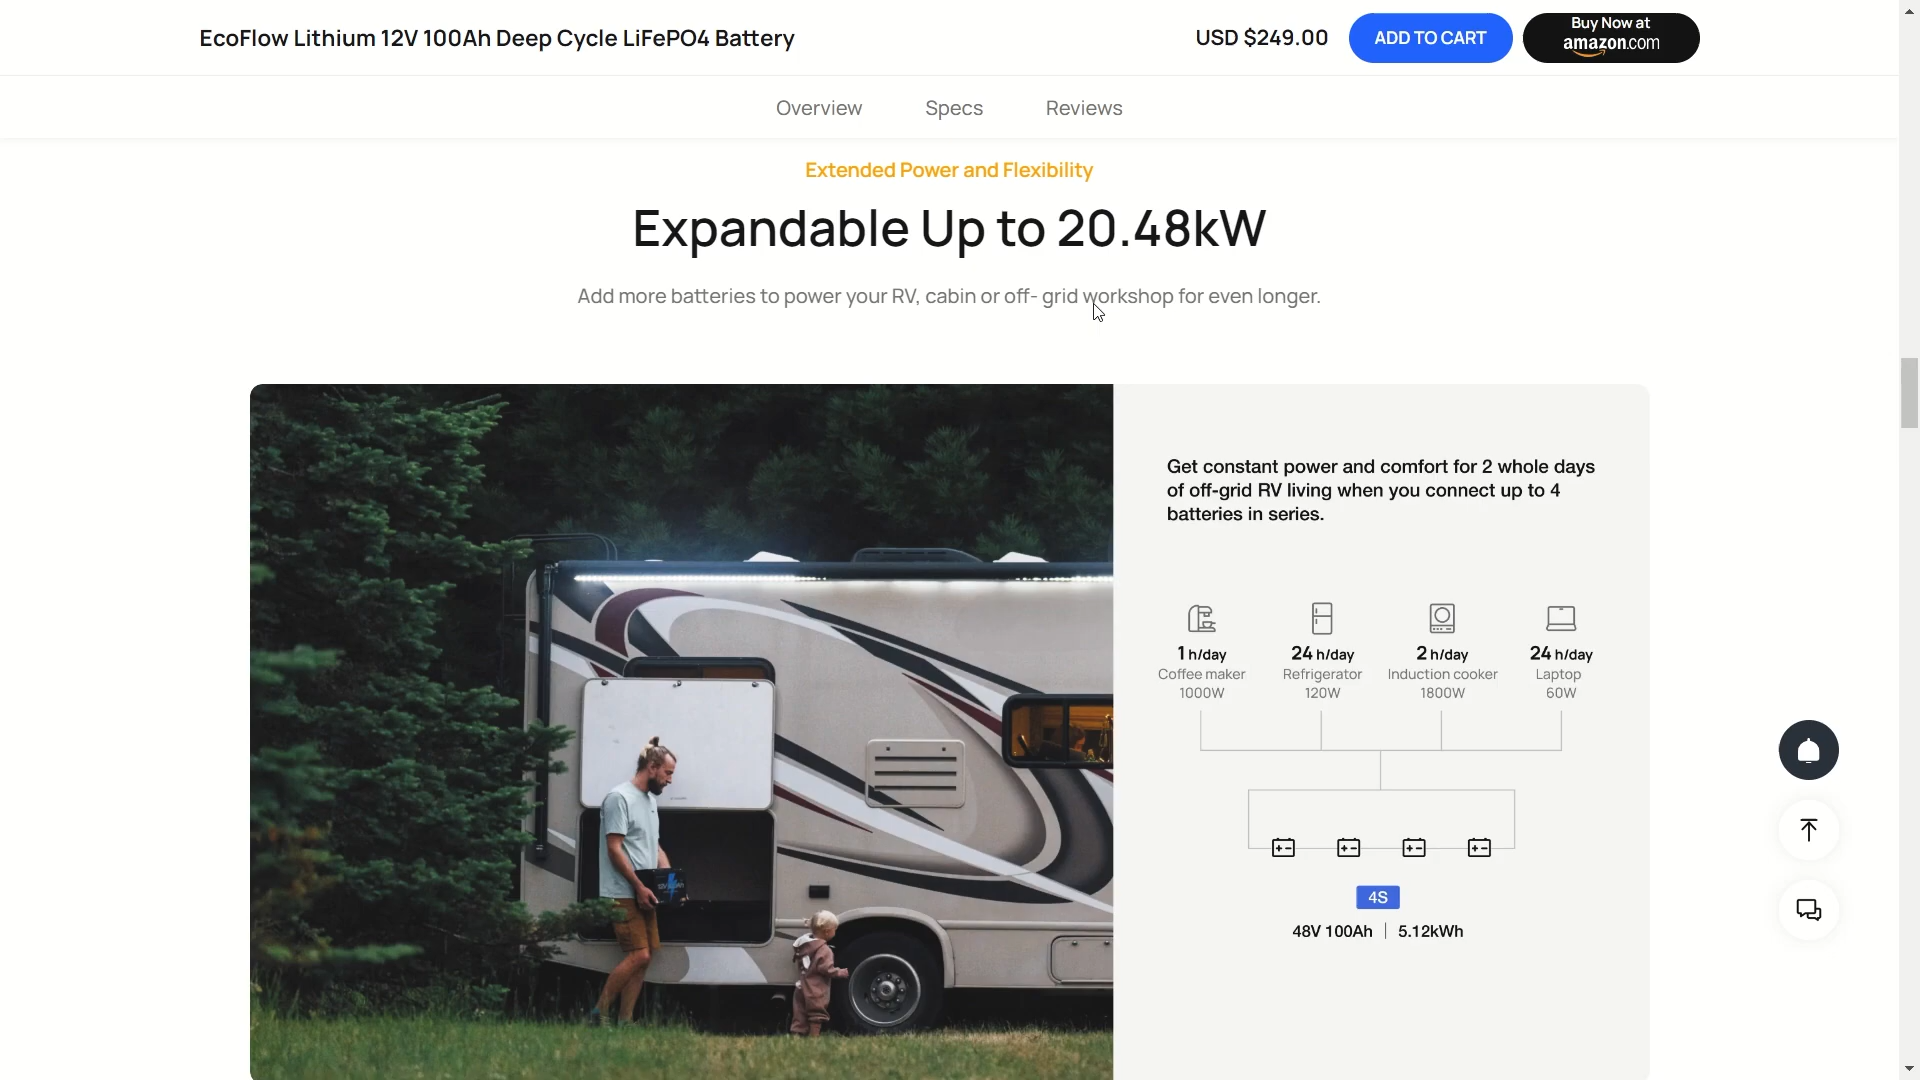 EcoFlow Lithium 12V 100Ah Deep Cycle LiFePO4 Battery
USD $249.00
ADD TO CART
Buy Now at
amazon.com
Overview
Specs
Reviews
Extended Power and Flexibility
Expandable Up to 20.48kW
Add more batteries to power your RV, cabin or off- grid workshop for even longer.
Get constant power and comfort for 2 whole days
of off-grid RV living when you connect up to 4
batteries in series.
1 h/day
Coffee maker
1000W
24 h/day
Refrigerator
120W
2 h/day
Induction cooker
1800W
24 h/day
Laptop
60W
4S
48V 100Ah | 5.12kWh